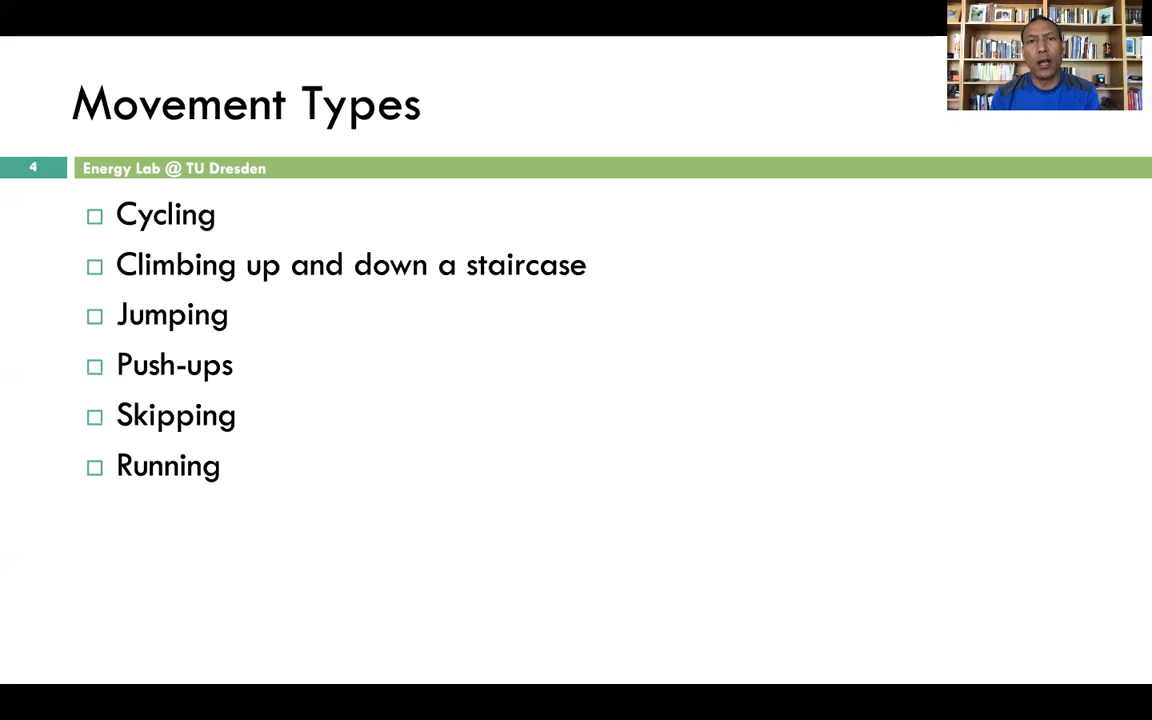 Movement Types
4
Energy Lab @ TU Dresden
Cycling
Climbing up and down a staircase
Jumping
Push-ups
Skipping
Running